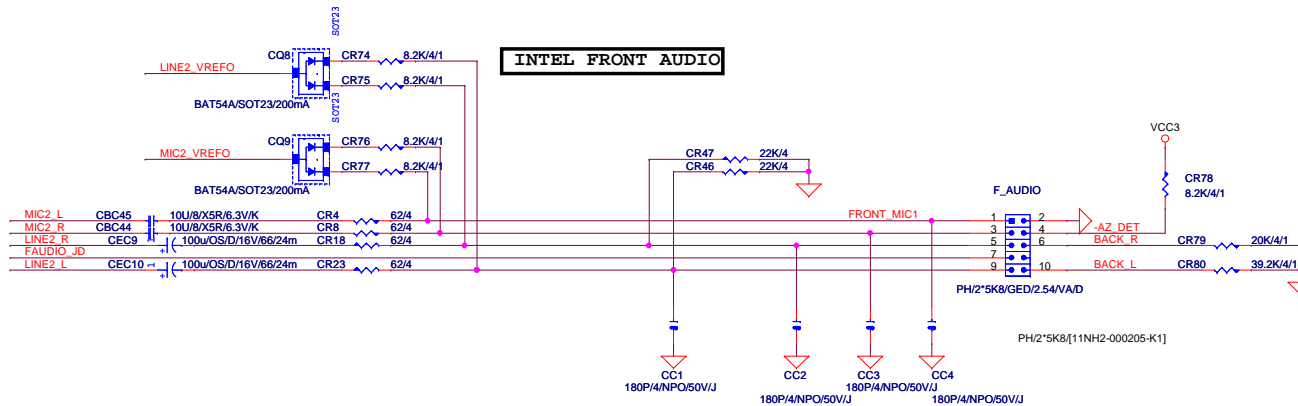 SOT23
CQ8
CR74
8.2K/4/1
LINE2_VREFO
CR75
8.2K/4/1
BAT54A/SOT23/200mA
SOT23
INTEL FRONT AUDIO
CQ9
CR76
8.2K/4/1
MIC2_VREFO
CR77
8.2K/4/1
BAT54A/SOT23/200mA
CR47
22K/4
CR46
22K/4
VCC3
CR78
8.2K/4/1
F_AUDIO
MIC2_L
CBC45
10U/8/X5R/6.3V/K
CR4
62/4
FRONT_MIC1
1
2
MIC2_R
CBC44
10U/8/X5R/6.3V/K
CR8
62/4
3
4
-AZ_DET
LINE2_R
CEC9
1
100u/OS/D/16V/66/24m
CR18
62/4
5
6
BACK_R
CR79
20K/4/1
FAUDIO_JD
7
LINE2_L
CEC10
1
100u/OS/D/16V/66/24m
CR23
62/4
9
10
BACK_L
CR80
39.2K/4/1
PH/2*5K8/GED/2.54/VA/D
PH/2*5K8/[11NH2-000205-K1]
CC1
180P/4/NPO/50V/J
CC2
180P/4/NPO/50V/J
CC3
180P/4/NPO/50V/J
CC4
180P/4/NPO/50V/J